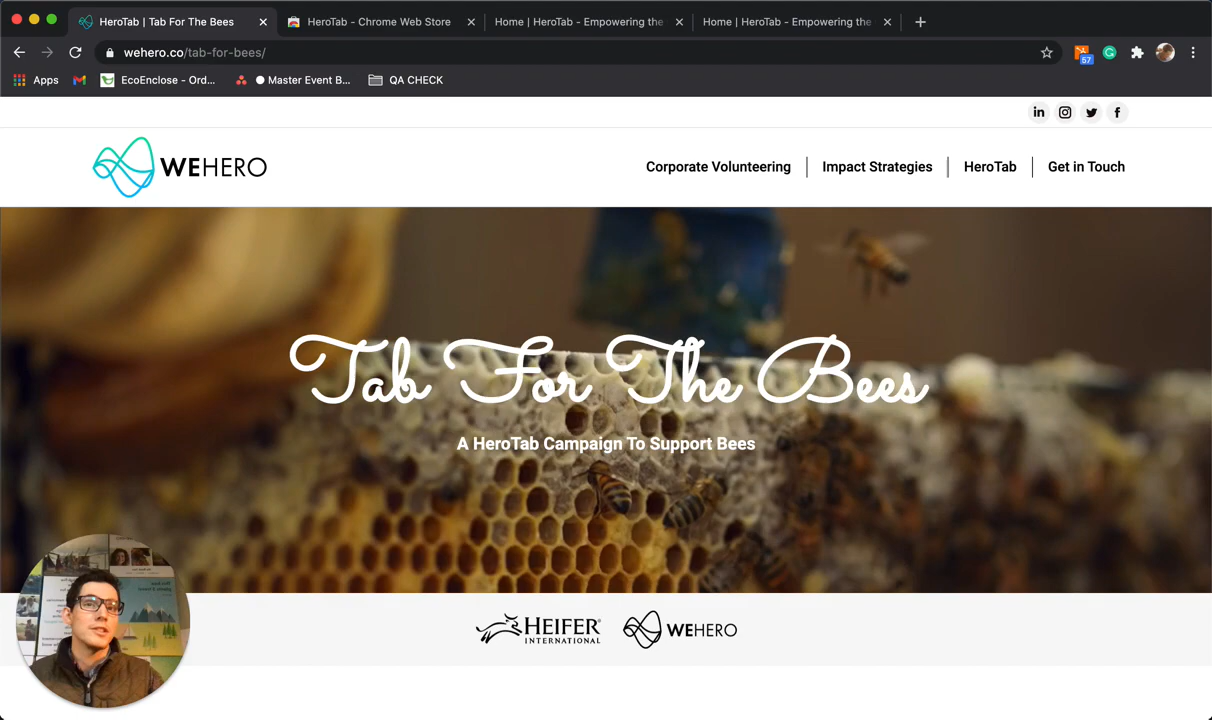 HeroTab | Tab For The Bees
HeroTab - Chrome Web Store
Home | HeroTab - Empowering the
Home | HeroTab - Empowering the
wehero.co/tab-for-bees/
57
Apps
EcoEnclose - Ord...
Master Event B...
QA CHECK
WEHERO
Corporate Volunteering
Impact Strategies
HeroTab
Get in Touch
Tab For The Bees
A HeroTab Campaign To Support Bees
HEIFER
INTERNATIONAL
WEHERO